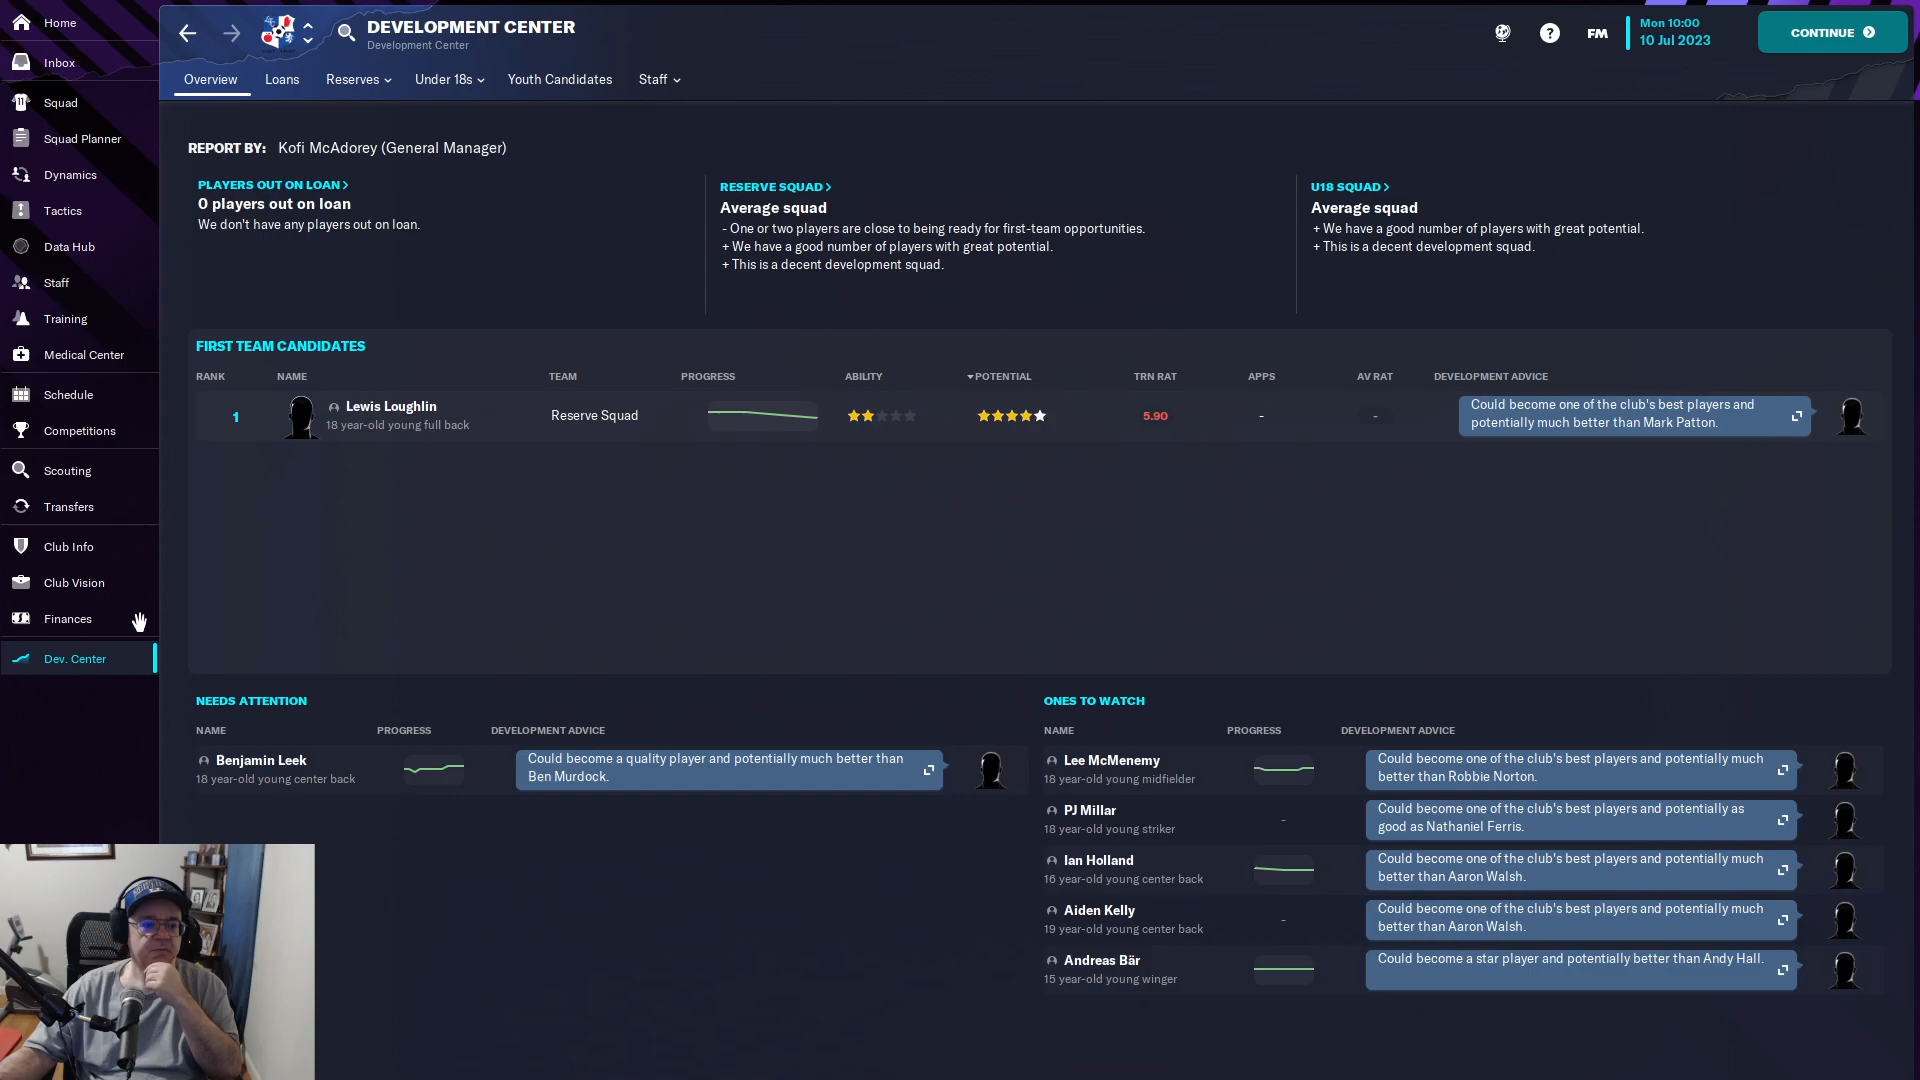 Home
Inbox
Squad
Squad Planner
Dynamics
Tactics
Data Hub
Staff
Training
Medical Center
Schedule
Competitions
Scouting
Transfers
Club Info
Club Vision
Finances
Dev. Center
DEVELOPMENT CENTER
Development Center
FM
Mon 10:00
10 Jul 2023
CONTINUE
Overview
Loans
Reserves
Under 18s
Youth Candidates
Staff
REPORT BY: Kofi McAdorey (General Manager)
PLAYERS OUT ON LOAN >
0 players out on loan
We don't have any players out on loan.
RESERVE SQUAD >
Average squad
- One or two players are close to being ready for first-team opportunities.
+ We have a good number of players with great potential.
+ This is a decent development squad.
U18 SQUAD >
Average squad
+ We have a good number of players with great potential.
+ This is a decent development squad.
FIRST TEAM CANDIDATES
RANK NAME TEAM PROGRESS ABILITY POTENTIAL TRN RAT APPS AV RAT DEVELOPMENT ADVICE
1 Lewis Loughlin Reserve Squad 5.90 - -
18 year-old young full back
Could become one of the club's best players and
potentially much better than Mark Patton.
NEEDS ATTENTION
NAME PROGRESS DEVELOPMENT ADVICE
Benjamin Leek
18 year-old young center back
Could become a quality player and potentially much better than
Ben Murdock.
ONES TO WATCH
NAME PROGRESS DEVELOPMENT ADVICE
Lee McMenemy
18 year-old young midfielder
Could become one of the club's best players and potentially much
better than Robbie Norton.
PJ Millar -
18 year-old young striker
Could become one of the club's best players and potentially as
good as Nathaniel Ferris.
Ian Holland
16 year-old young center back
Could become one of the club's best players and potentially much
better than Aaron Walsh.
Aiden Kelly -
19 year-old young center back
Could become one of the club's best players and potentially much
better than Aaron Walsh.
Andreas Bär
15 year-old young winger
Could become a star player and potentially better than Andy Hall.